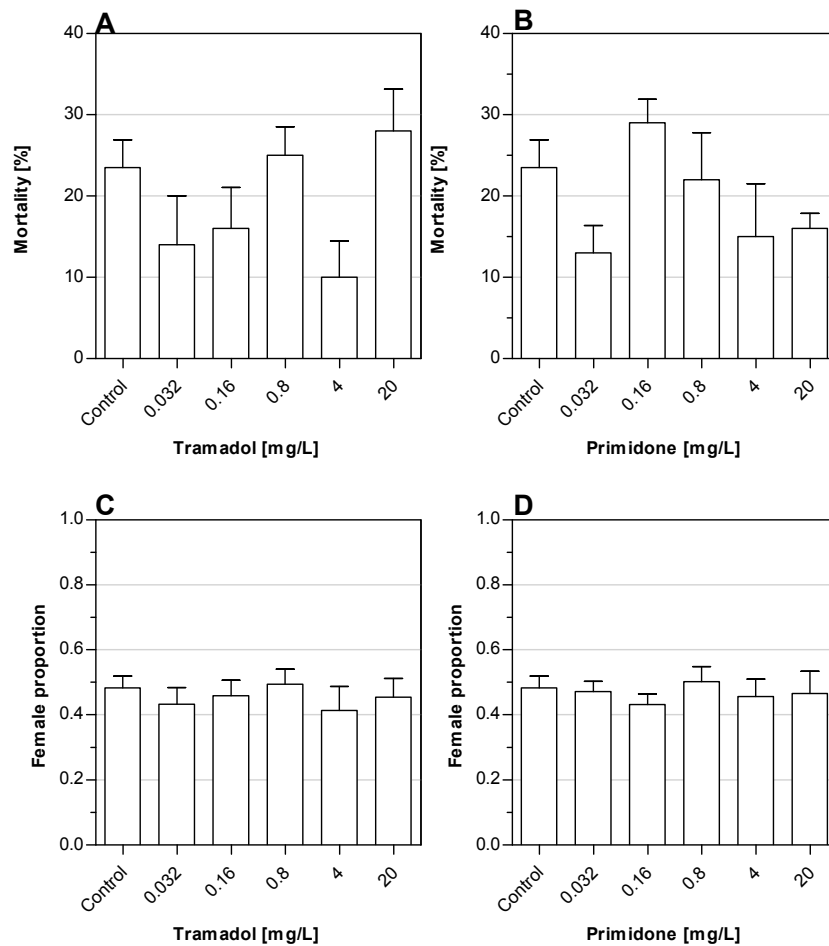 A
B
40
30
20
10
0
Mortality [%]
Control
0.032
0.16
0.8
4
20
Tramadol [mg/L]
40
30
20
10
0
Mortality [%]
Control
0.032
0.16
0.8
4
20
Primidone [mg/L]
C
D
1.0
0.8
0.6
0.4
0.2
0.0
Female proportion
Control
0.032
0.16
0.8
4
20
Tramadol [mg/L]
1.0
0.8
0.6
0.4
0.2
0.0
Female proportion
Control
0.032
0.16
0.8
4
20
Primidone [mg/L]